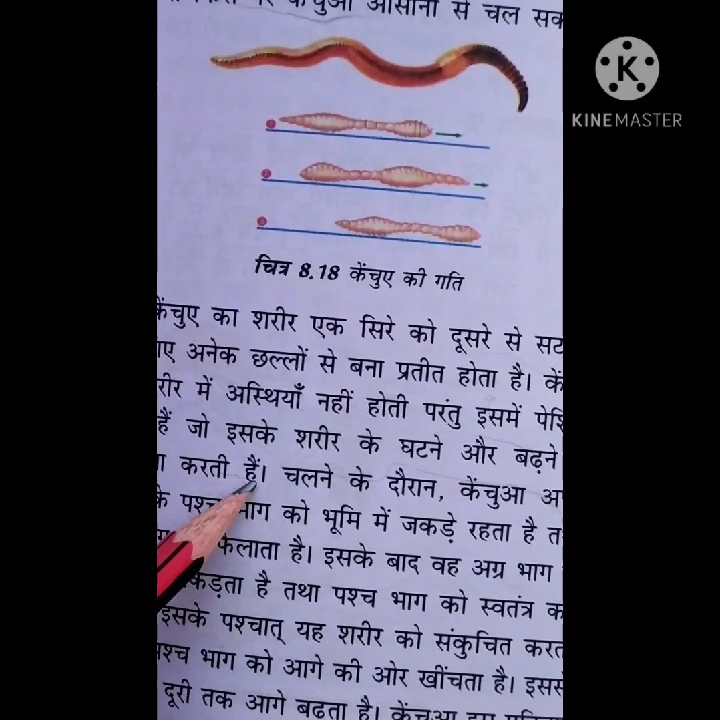 केंचुआ आसानी से चल सक
KINEMASTER
चित्र 8.18 केंचुए की गति
केंचुए का शरीर एक सिरे को दूसरे से सट
ए अनेक छल्लों से बना प्रतीत होता है। कें
रीर में अस्थियाँ नहीं होती परंतु इसमें पेशि
हैं जो इसके शरीर के घटने और बढ़ने
करती हैं। चलने के दौरान, केंचुआ अ
के पश्च भाग को भूमि में जकड़े रहता है त
फैलाता है। इसके बाद वह अग्र भाग
कड़ता है तथा पश्च भाग को स्वतंत्र क
इसके पश्चात् यह शरीर को संकुचित करत
पश्च भाग को आगे की ओर खींचता है। इसस
दूरी तक आगे बढ़ता है। केंचुआ